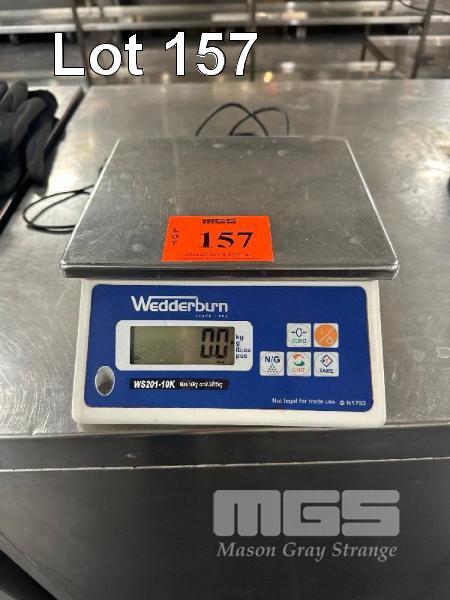 Lot 157
MGS
LOT
157
Wedderburn
0.0
kg
g
lb:oz
pcs
ZERO
N/G
UNIT
TARE
WS201-10K
Not legal for trade use
N1793
MGS
Mason Gray Strange